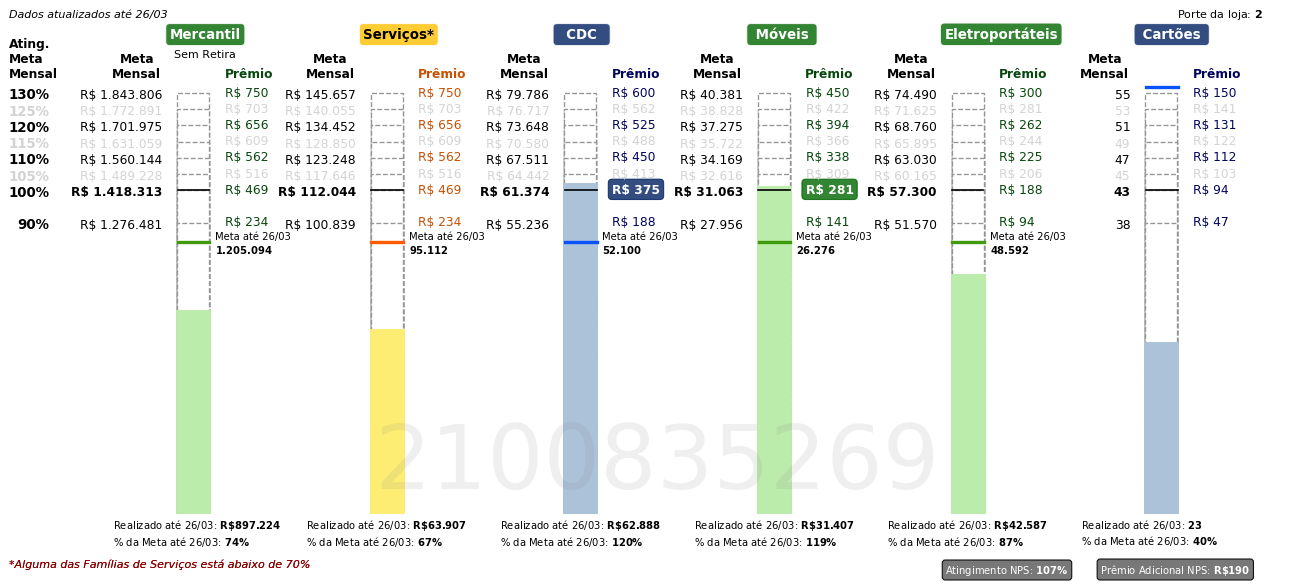 Dados atualizados até 26/03
Porte da loja: 2
Mercantil Serviços* CDC Móveis Eletroportáteis Cartões
Sem Retira
Ating. Meta Mensal
Meta Mensal Prêmio Meta Mensal Prêmio Meta Mensal Prêmio Meta Mensal Prêmio Meta Mensal Prêmio Meta Mensal Prêmio
130% R$ 1.843.806 R$ 750 R$ 145.657 R$ 750 R$ 79.786 R$ 600 R$ 40.381 R$ 450 R$ 74.490 R$ 300 55 R$ 150
125% R$ 1.772.891 R$ 703 R$ 140.055 R$ 703 R$ 76.717 R$ 562 R$ 38.828 R$ 422 R$ 71.625 R$ 281 53 R$ 141
120% R$ 1.701.975 R$ 656 R$ 134.452 R$ 656 R$ 73.648 R$ 525 R$ 37.275 R$ 394 R$ 68.760 R$ 262 51 R$ 131
115% R$ 1.631.059 R$ 609 R$ 128.850 R$ 609 R$ 70.580 R$ 488 R$ 35.722 R$ 366 R$ 65.895 R$ 244 49 R$ 122
110% R$ 1.560.144 R$ 562 R$ 123.248 R$ 562 R$ 67.511 R$ 450 R$ 34.169 R$ 338 R$ 63.030 R$ 225 47 R$ 112
105% R$ 1.489.228 R$ 516 R$ 117.646 R$ 516 R$ 64.442 R$ 413 R$ 32.616 R$ 309 R$ 60.165 R$ 206 45 R$ 103
100% R$ 1.418.313 R$ 469 R$ 112.044 R$ 469 R$ 61.374 R$ 375 R$ 31.063 R$ 281 R$ 57.300 R$ 188 43 R$ 94
90% R$ 1.276.481 R$ 234 R$ 100.839 R$ 234 R$ 55.236 R$ 188 R$ 27.956 R$ 141 R$ 51.570 R$ 94 38 R$ 47
Meta até 26/03 Meta até 26/03 Meta até 26/03 Meta até 26/03 Meta até 26/03
1.205.094 95.112 52.100 26.276 48.592
2100835269
Realizado até 26/03: R$897.224 Realizado até 26/03: R$63.907 Realizado até 26/03: R$62.888 Realizado até 26/03: R$31.407 Realizado até 26/03: R$42.587 Realizado até 26/03: 23
% da Meta até 26/03: 74% % da Meta até 26/03: 67% % da Meta até 26/03: 120% % da Meta até 26/03: 119% % da Meta até 26/03: 87% % da Meta até 26/03: 40%
*Alguma das Famílias de Serviços está abaixo de 70%
Atingimento NPS: 107% Prêmio Adicional NPS: R$190